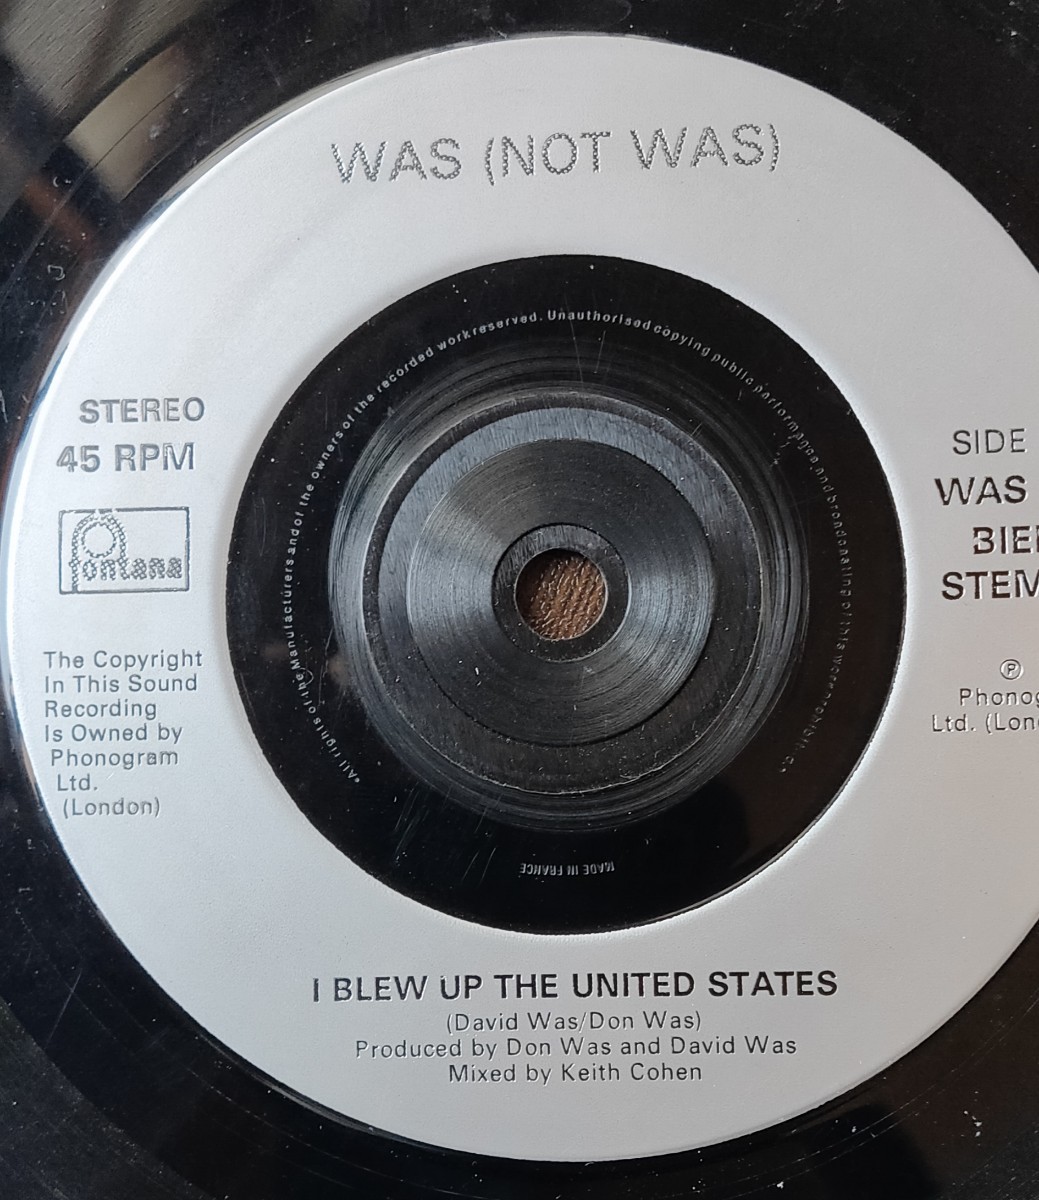 WAS (NOT WAS)
STEREO
45 RPM
fontana
The Copyright
In This Sound
Recording
Is Owned by
Phonogram
Ltd.
(London)
SIDE
WAS
BIE
STEM
℗
Phonog
Ltd. (Lon
All rights of the Manufacturers and of the owners of the recorded work reserved. Unauthorised copying public performance and
of this
MADE IN FRANCE
I BLEW UP THE UNITED STATES
(David Was/Don Was)
Produced by Don Was and David Was
Mixed by Keith Cohen